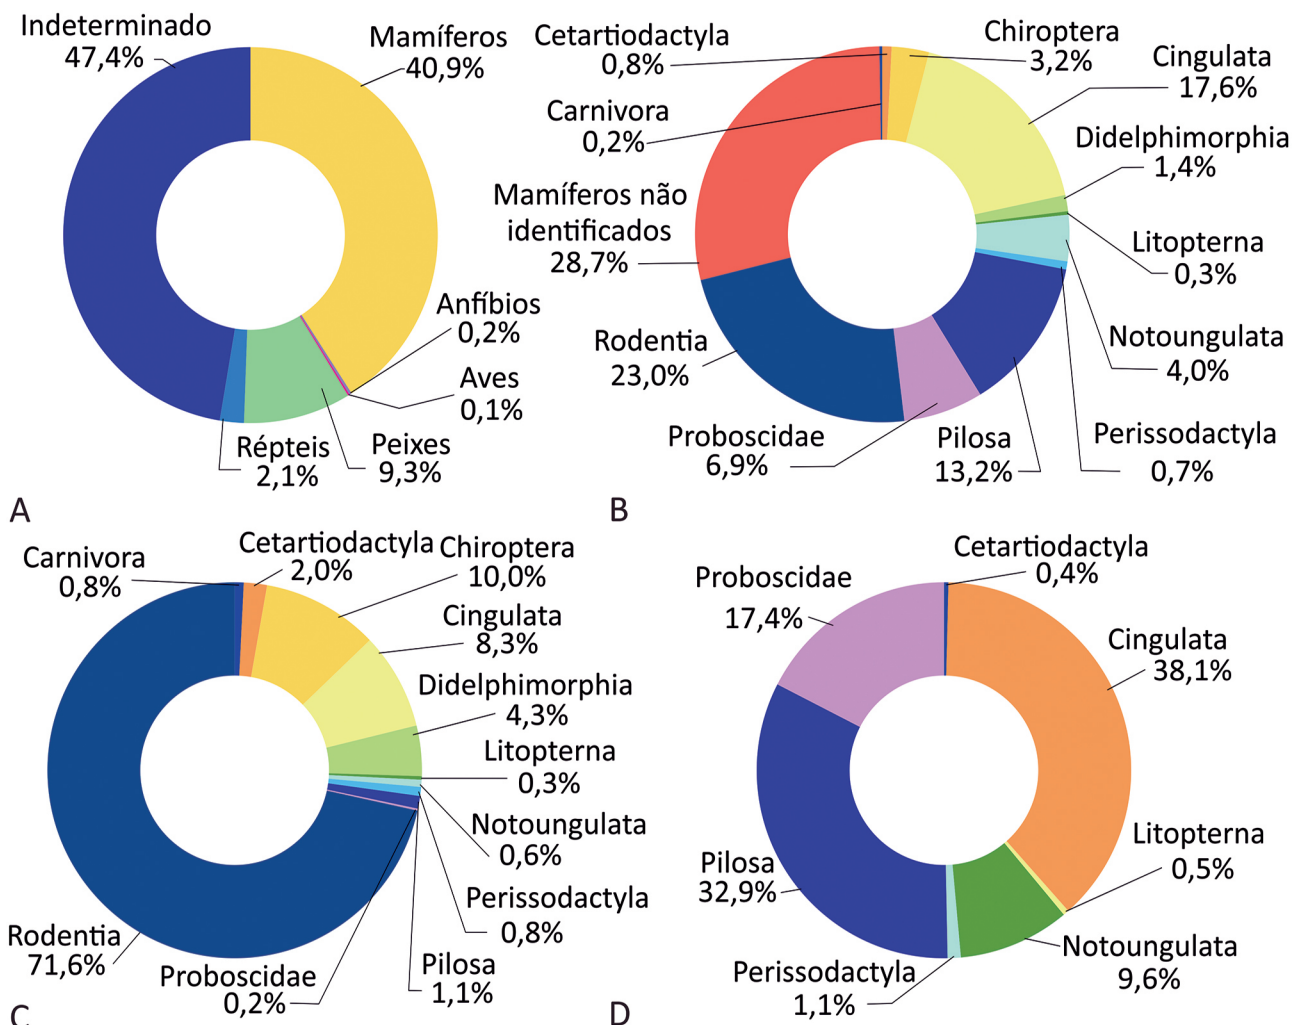 Indeterminado
47,4%
Mamíferos
40,9%
Anfíbios
0,2%
Aves
0,1%
Peixes
9,3%
Répteis
2,1%
A
Cetartiodactyla
0,8%
Chiroptera
3,2%
Cingulata
17,6%
Carnivora
0,2%
Didelphimorphia
1,4%
Mamíferos não
identificados
28,7%
Litopterna
0,3%
Notoungulata
4,0%
Rodentia
23,0%
Perissodactyla
0,7%
Proboscidae
6,9%
Pilosa
13,2%
B
Carnivora
0,8%
Cetartiodactyla
2,0%
Chiroptera
10,0%
Cingulata
8,3%
Didelphimorphia
4,3%
Litopterna
0,3%
Notoungulata
0,6%
Perissodactyla
0,8%
Pilosa
1,1%
Proboscidae
0,2%
Rodentia
71,6%
C
Cetartiodactyla
0,4%
Proboscidae
17,4%
Cingulata
38,1%
Litopterna
0,5%
Pilosa
32,9%
Notoungulata
9,6%
Perissodactyla
1,1%
D